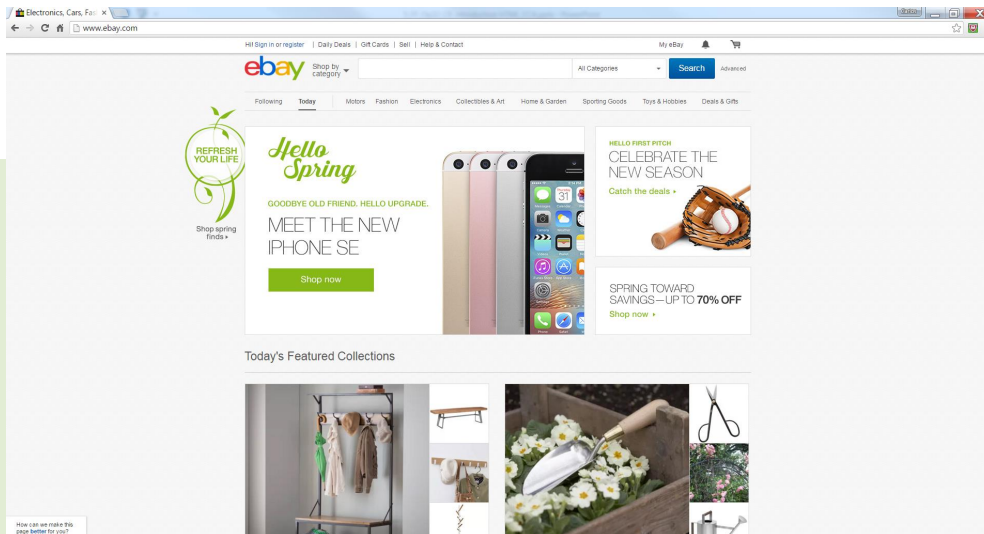 Electronics, Cars, Fas
www.ebay.com
Hi! Sign in or register | Daily Deals | Gift Cards | Sell | Help & Contact
My eBay
ebay
Shop by
category
All Categories
Search
Advanced
Following
Today
Motors
Fashion
Electronics
Collectibles & Art
Home & Garden
Sporting Goods
Toys & Hobbies
Deals & Gifts
REFRESH
YOUR LIFE
Shop spring
finds
Hello
Spring
GOODBYE OLD FRIEND. HELLO UPGRADE.
MEET THE NEW
IPHONE SE
Shop now
HELLO FIRST PITCH
CELEBRATE THE
NEW SEASON
Catch the deals
SPRING TOWARD
SAVINGS—UP TO 70% OFF
Shop now
Today's Featured Collections
How can we make this
page better for you?